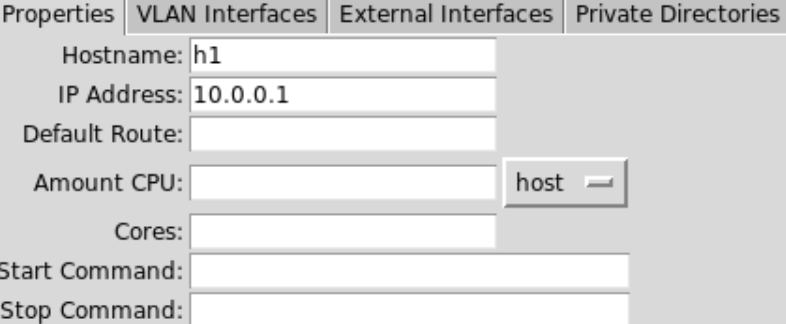 Properties VLAN Interfaces External Interfaces Private Directories
Hostname: h1
IP Address: 10.0.0.1
Default Route:
Amount CPU: host
Cores:
Start Command:
Stop Command: